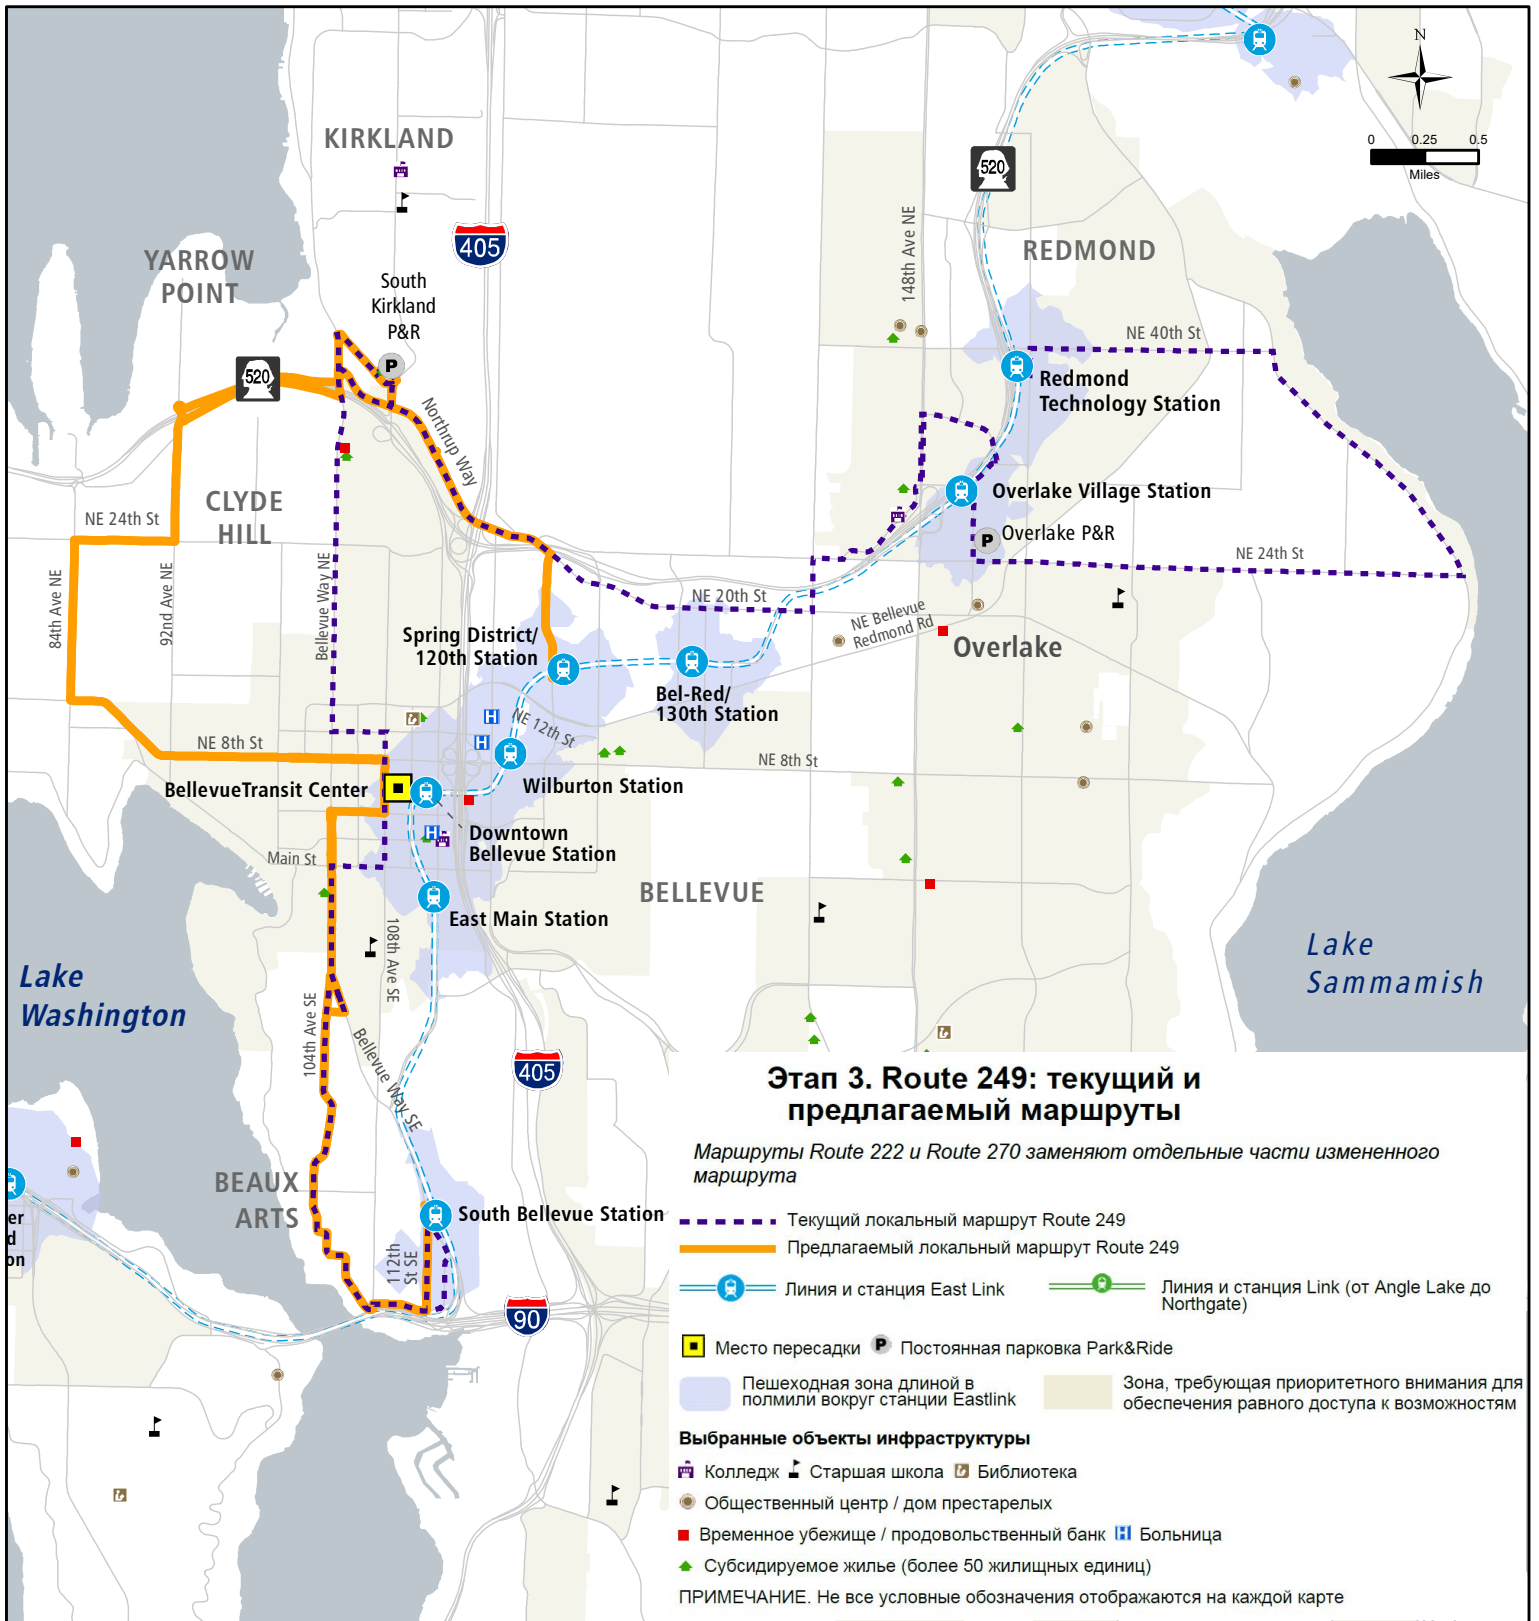 N
0 0.25 0.5
Miles
KIRKLAND
520
405
148th Ave NE
REDMOND
YARROW
POINT
South
Kirkland
P&R
NE 40th St
520
Redmond
Technology Station
Northrup Way
CLYDE
HILL
NE 24th St
Overlake Village Station
Overlake P&R
NE 24th St
84th Ave NE
92nd Ave NE
Bellevue Way NE
NE 20th St
NE Bellevue
Redmond Rd
Spring District/
120th Station
Overlake
Bel-Red/
130th Station
NE 12th St
NE 8th St
NE 8th St
BellevueTransit Center
Wilburton Station
Downtown
Bellevue Station
Main St
BELLEVUE
East Main Station
108th Ave SE
Lake
Washington
Lake
Sammamish
104th Ave SE
Bellevue Way SE
405
BEAUX
ARTS
South Bellevue Station
112th
St SE
er
d
on
90
Этап 3. Route 249: текущий и
предлагаемый маршруты
Маршруты Route 222 и Route 270 заменяют отдельные части измененного
маршрута
Текущий локальный маршрут Route 249
Предлагаемый локальный маршрут Route 249
Линия и станция East Link
Линия и станция Link (от Angle Lake до
Northgate)
Место пересадки
P Постоянная парковка Park&Ride
Пешеходная зона длиной в
полмили вокруг станции Eastlink
Зона, требующая приоритетного внимания для
обеспечения равного доступа к возможностям
Выбранные объекты инфраструктуры
Колледж Старшая школа Библиотека
Общественный центр / дом престарелых
Временное убежище / продовольственный банк H Больница
Субсидируемое жилье (более 50 жилищных единиц)
ПРИМЕЧАНИЕ. Не все условные обозначения отображаются на каждой карте